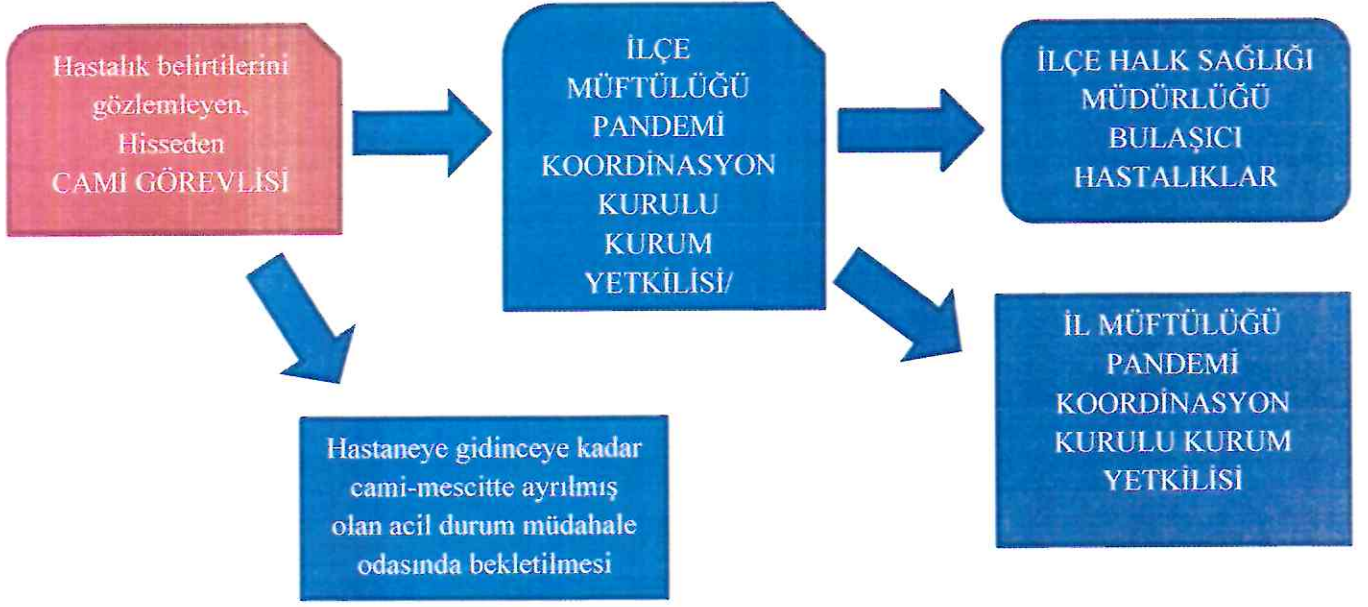 Hastalık belirtilerini
gözlemleyen,
Hisseden
CAMİ GÖREVLİSİ
İLÇE
MÜFTÜLÜĞÜ
PANDEMİ
KOORDİNASYON
KURULU
KURUM
YETKİLİSİ/
İLÇE HALK SAĞLIĞI
MÜDÜRLÜĞÜ
BULAŞICI
HASTALIKLAR
İL MÜFTÜLÜĞÜ
PANDEMİ
KOORDİNASYON
KURULU KURUM
YETKİLİSİ
Hastaneye gidinceye kadar
cami-mescitte ayrılmış
olan acil durum müdahale
odasında bekletilmesi